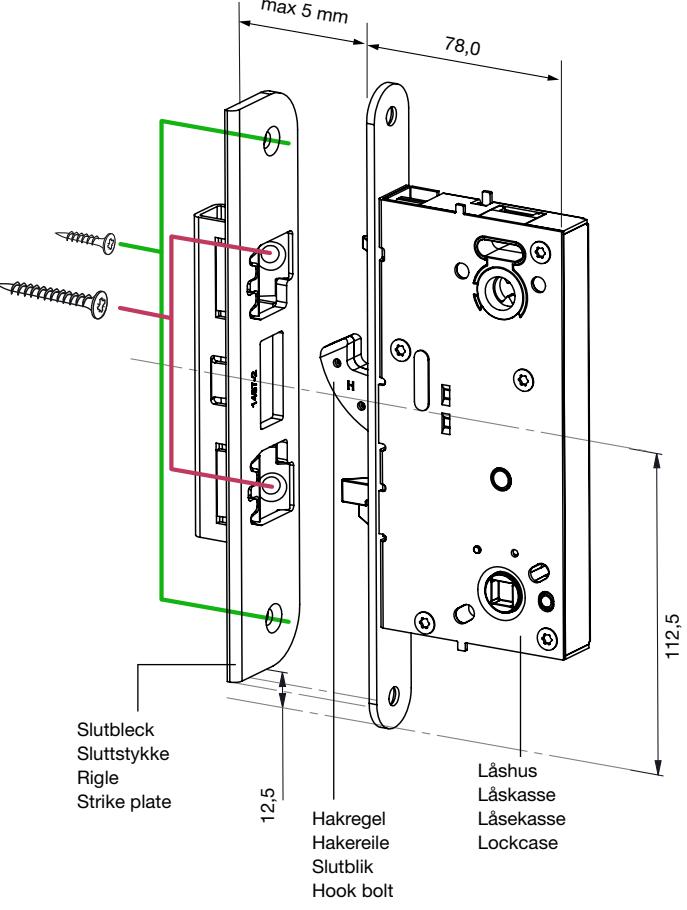 max 5 mm
78,0
H
112,5
12,5
Slutbleck
Sluttstykke
Rigle
Strike plate
Hakregel
Hakereile
Slutblik
Hook bolt
Låshus
Låskasse
Låsekasse
Lockcase